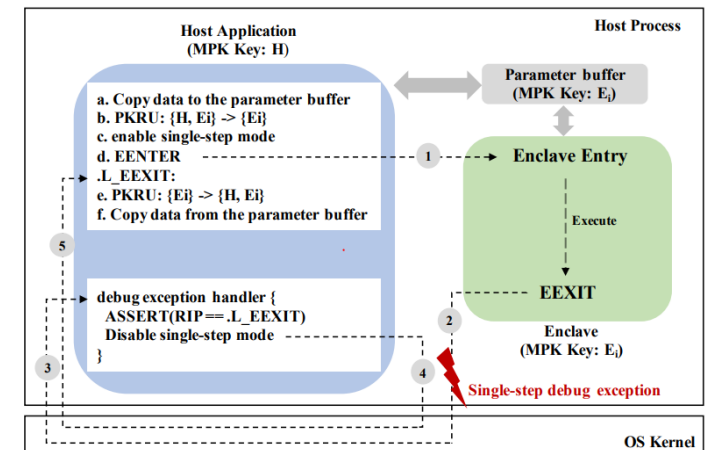 Host Process
Host Application
(MPK Key: H)
Parameter buffer
(MPK Key: Ei)
a. Copy data to the parameter buffer
b. PKRU: {H, Ei} -> {Ei}
c. enable single-step mode
d. EENTER
.L_EEXIT:
e. PKRU: {Ei} -> {H, Ei}
f. Copy data from the parameter buffer
1
Enclave Entry
Execute
EEXIT
5
debug exception handler {
ASSERT(RIP==.L_EEXIT)
Disable single-step mode
}
2
Enclave
(MPK Key: Ei)
3
4
Single-step debug exception
OS Kernel